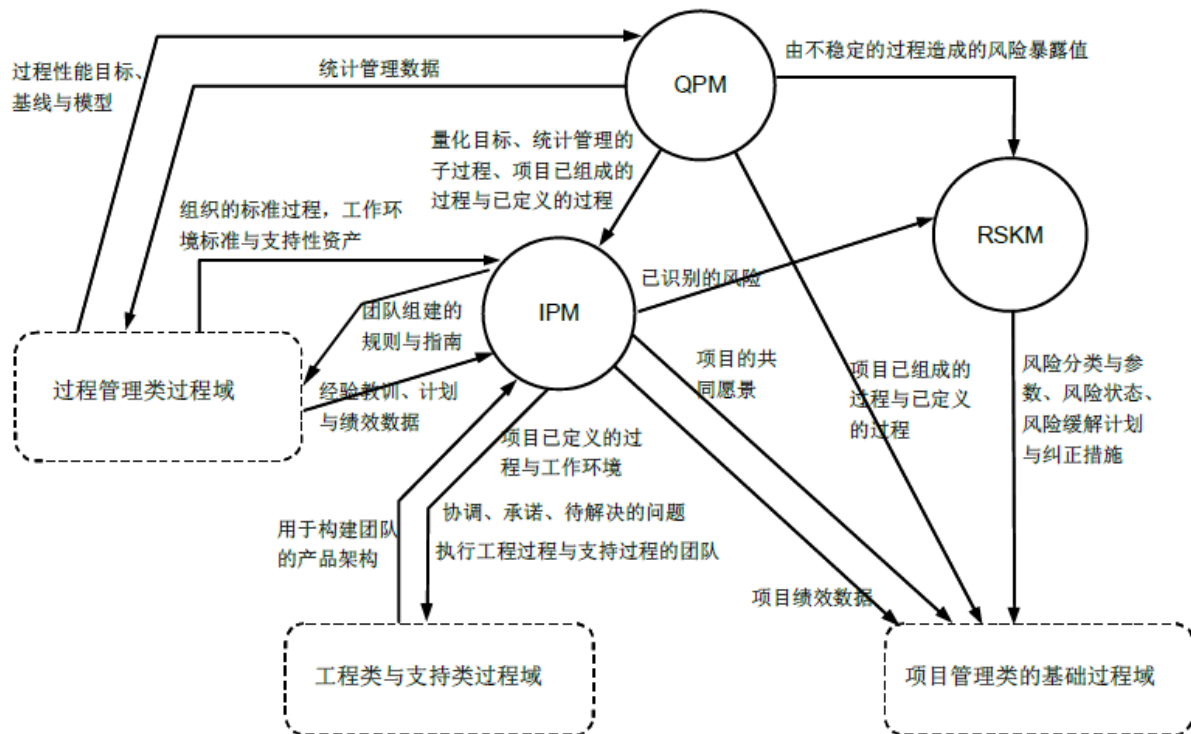 由不稳定的过程造成的风险暴露值
过程性能目标、
基线与模型
统计管理数据
QPM
量化目标、统计管理的
子过程、项目已组成的
过程与已定义的过程
组织的标准过程，工作环
境标准与支持性资产
RSKM
已识别的风险
IPM
团队组建的
规则与指南
项目的共
同愿景
项目已组成的
过程与已定义
的过程
风险分类与参
数、风险状态、
风险缓解计划
与纠正措施
过程管理类过程域
经验教训、计划
与绩效数据
项目已定义的过
程与工作环境
用于构建团队
的产品架构
协调、承诺、待解决的问题
执行工程过程与支持过程的团队
项目绩效数据
工程类与支持类过程域
项目管理类的基础过程域